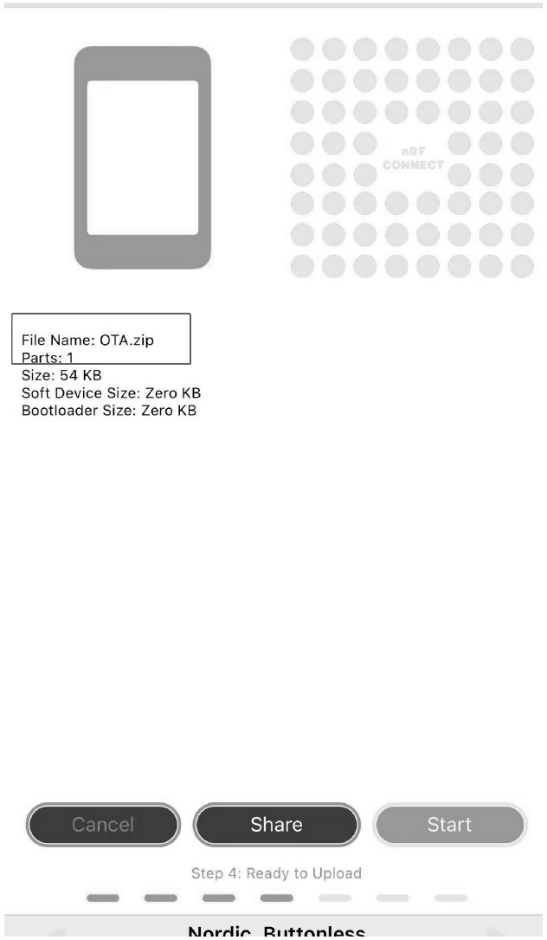 nRF
CONNECT
File Name: OTA.zip
Parts: 1
Size: 54 KB
Soft Device Size: Zero KB
Bootloader Size: Zero KB
Cancel
Share
Start
Step 4: Ready to Upload
Nordic_Buttonless